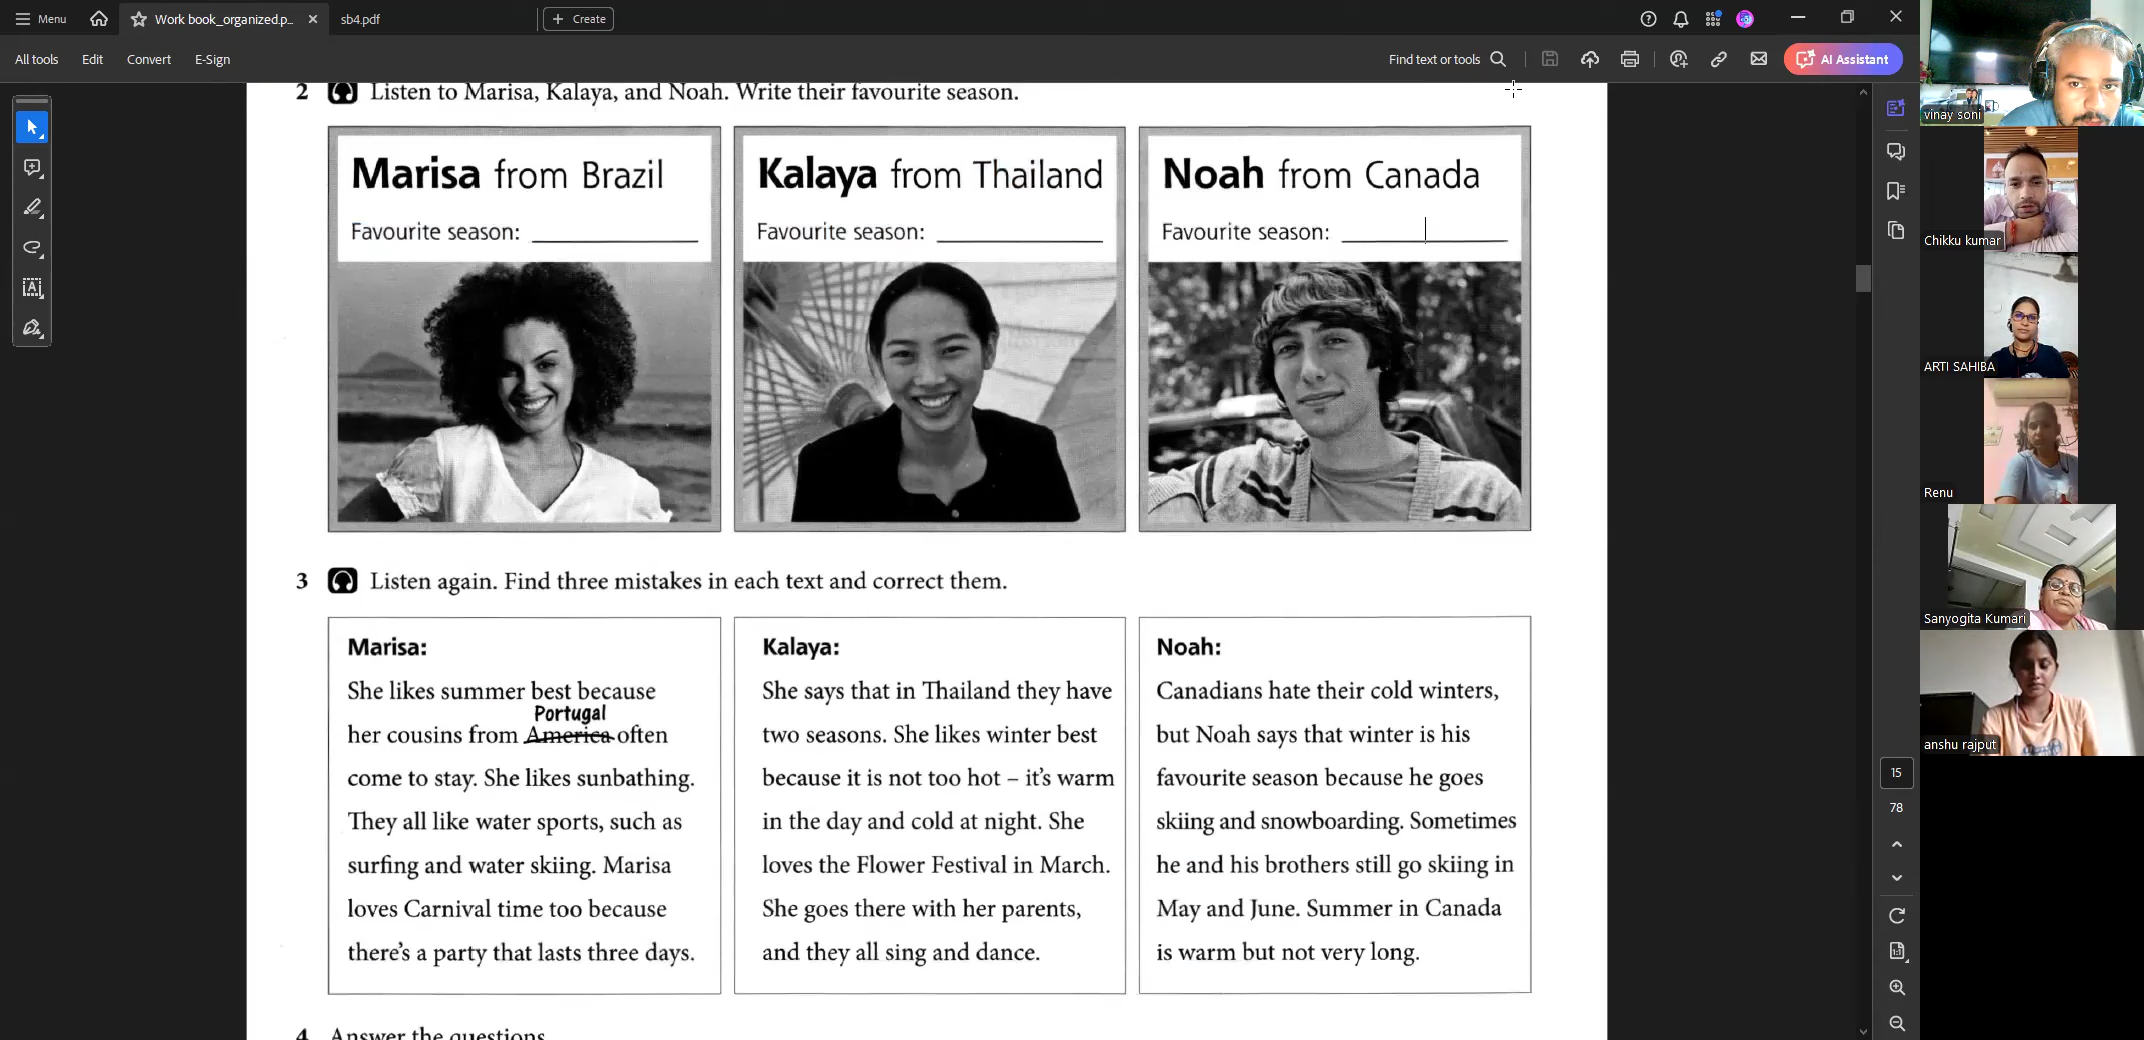 Menu
Work book_organized.p...
sb4.pdf
Create
All tools
Edit
Convert
E-Sign
Find text or tools
AI Assistant
2 Listen to Marisa, Kalaya, and Noah. Write their favourite season.
Marisa from Brazil
Favourite season:
Kalaya from Thailand
Favourite season:
Noah from Canada
Favourite season:
3 Listen again. Find three mistakes in each text and correct them.
Marisa:
She likes summer best because
Portugal
her cousins from America often
come to stay. She likes sunbathing.
They all like water sports, such as
surfing and water skiing. Marisa
loves Carnival time too because
there's a party that lasts three days.
Kalaya:
She says that in Thailand they have
two seasons. She likes winter best
because it is not too hot – it's warm
in the day and cold at night. She
loves the Flower Festival in March.
She goes there with her parents,
and they all sing and dance.
Noah:
Canadians hate their cold winters,
but Noah says that winter is his
favourite season because he goes
skiing and snowboarding. Sometimes
he and his brothers still go skiing in
May and June. Summer in Canada
is warm but not very long.
4 Answer the questions
15
78
vinay soni
Chikku kumar
ARTI SAHIBA
Renu
Sanyogita Kumari
anshu rajput